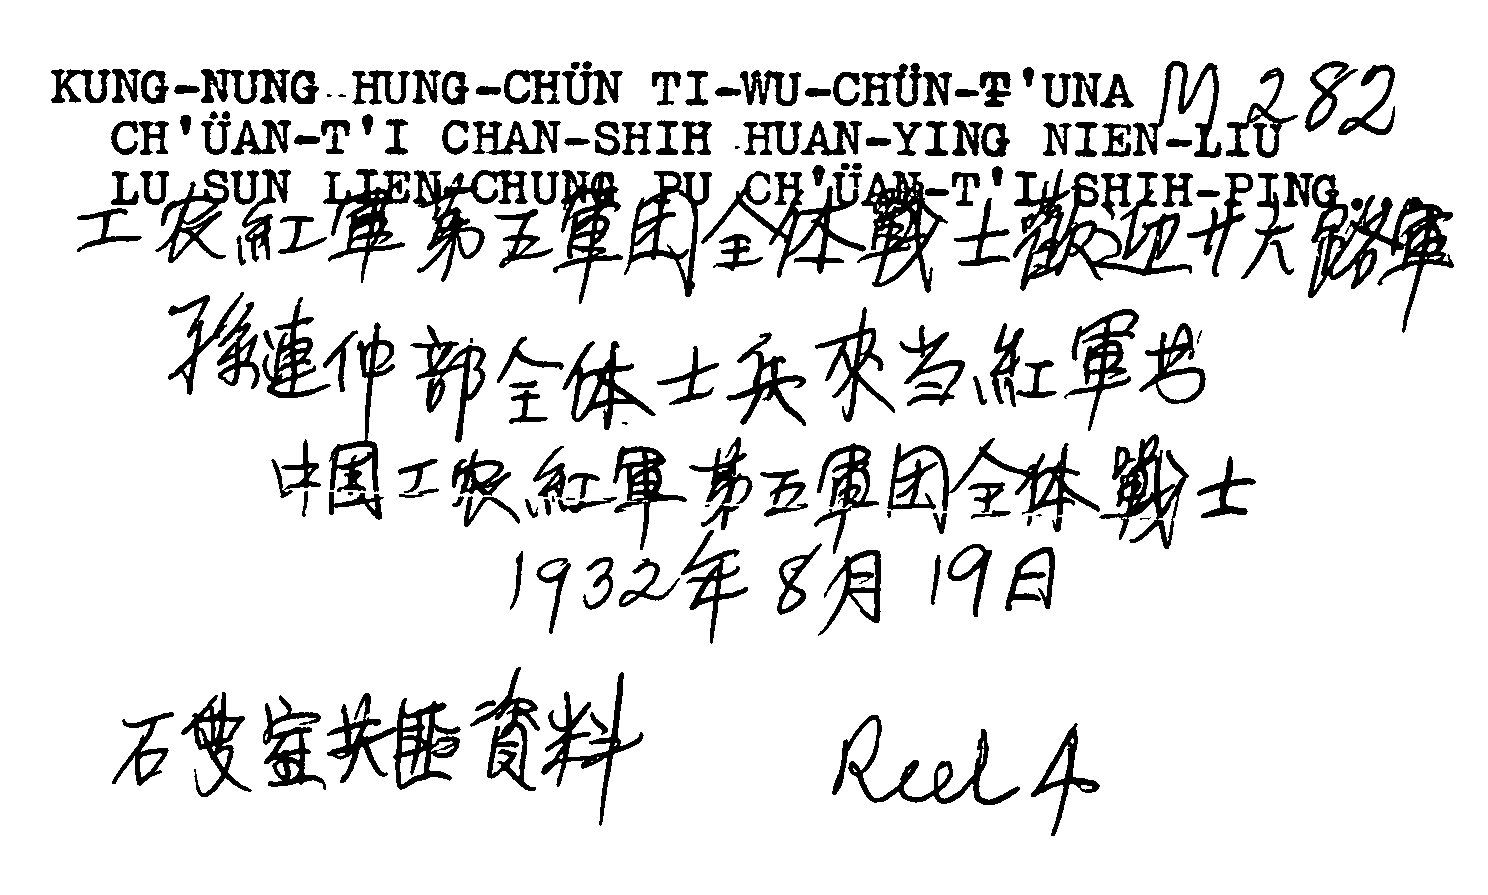 KUNG-NUNG HUNG-CHÜN TI-WU-CHÜN-T'UNA M 282
CH'ÜAN-T'I CHAN-SHIH HUAN-YING NIEN-LIU
LU SUN LIEN-CHUNG PU CH'ÜAN-T'I SHIH-PING...
工农紅軍第五軍团全体戰士歡迎廿六路軍
孫連仲部全体士兵來当紅軍书
中国工农紅軍第五軍团全体戰士
1932年8月19日
石叟室共匪資料 Reel 4